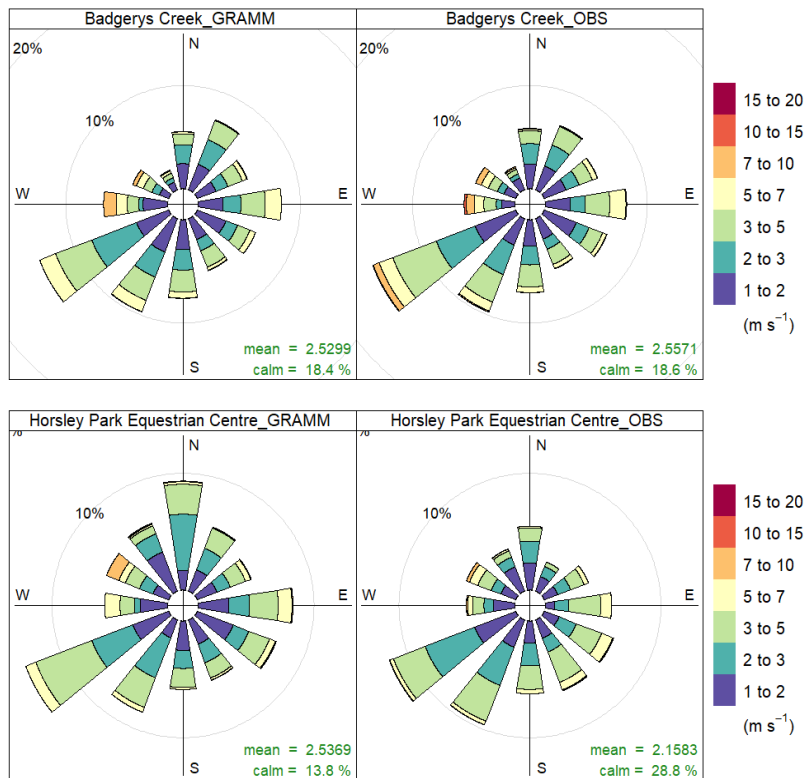 Badgerys Creek_GRAMM
Badgerys Creek_OBS
20%
10%
N
W
E
S
mean = 2.5299
calm = 18.4 %
20%
10%
N
W
E
S
mean = 2.5571
calm = 18.6 %
15 to 20
10 to 15
7 to 10
5 to 7
3 to 5
2 to 3
1 to 2
(m s⁻¹)
Horsley Park Equestrian Centre_GRAMM
Horsley Park Equestrian Centre_OBS
%
10%
N
W
E
S
mean = 2.5369
calm = 13.8 %
%
10%
N
W
E
S
mean = 2.1583
calm = 28.8 %
15 to 20
10 to 15
7 to 10
5 to 7
3 to 5
2 to 3
1 to 2
(m s⁻¹)